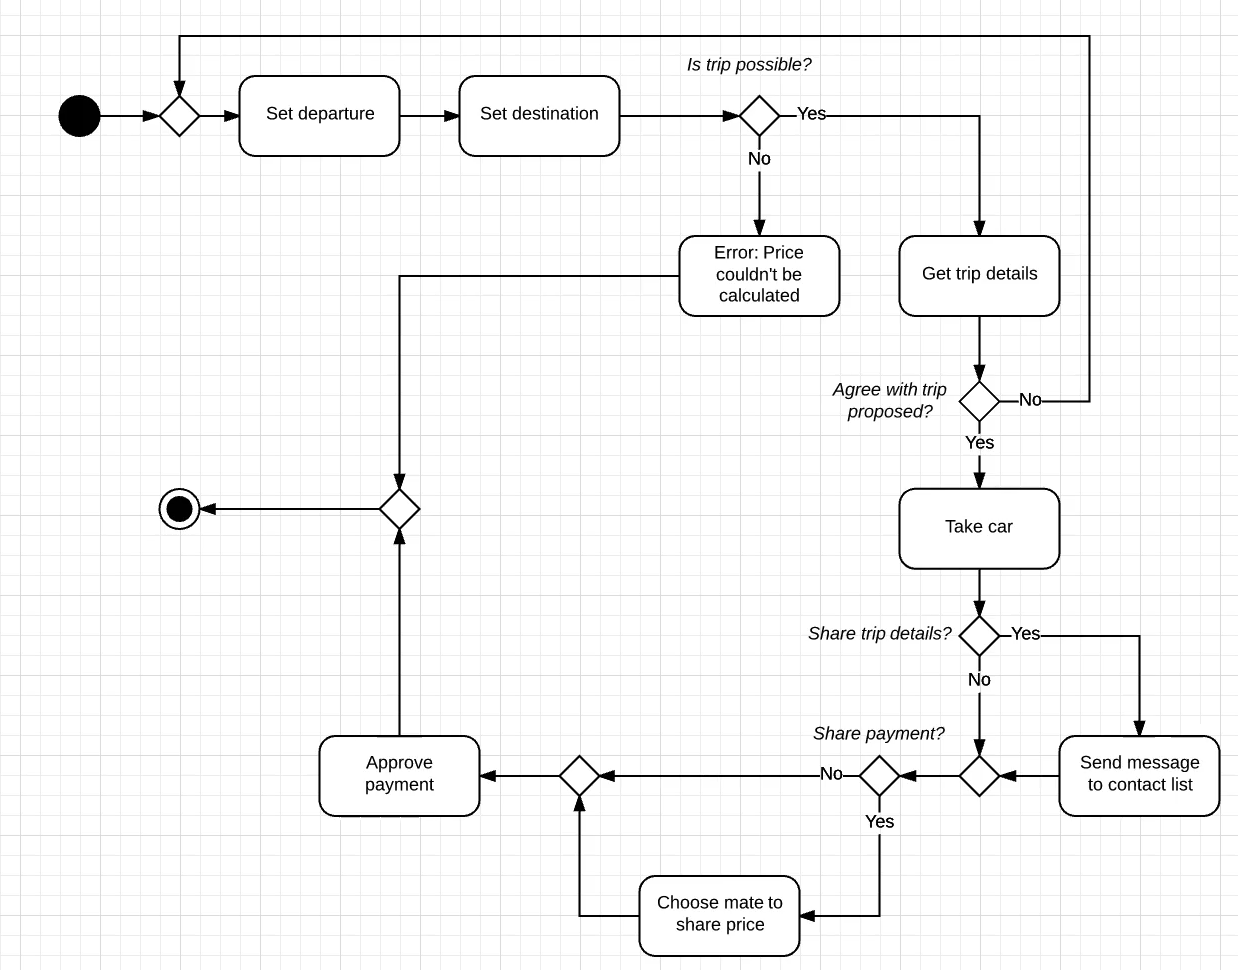 Is trip possible?
Set departure
Set destination
Yes
No
Error: Price
couldn't be
calculated
Get trip details
Agree with trip
proposed?
No
Yes
Take car
Share trip details?
Yes
No
Share payment?
Approve
payment
No
Send message
to contact list
Yes
Choose mate to
share price